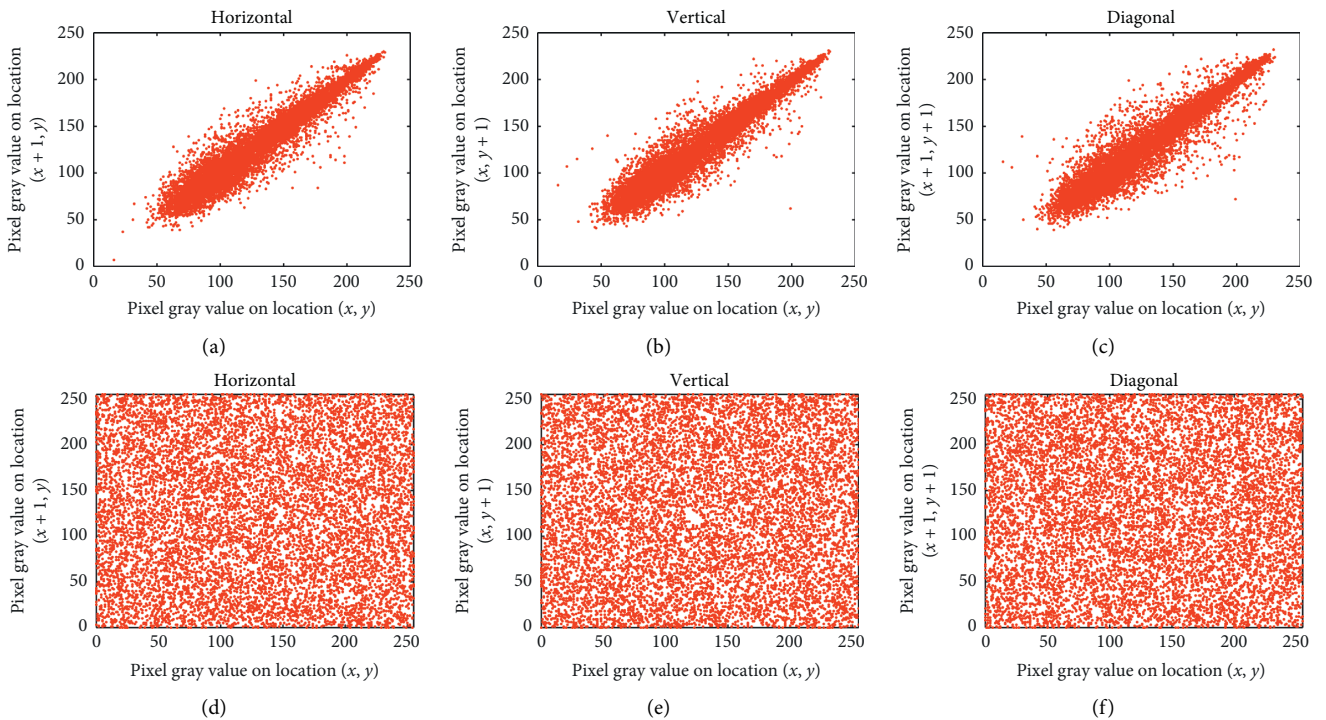 Horizontal
250
200
150
100
50
0
Pixel gray value on location
(x + 1, y)
0 50 100 150 200 250
Pixel gray value on location (x, y)
(a)
Vertical
250
200
150
100
50
0
Pixel gray value on location
(x, y + 1)
0 50 100 150 200 250
Pixel gray value on location (x, y)
(b)
Diagonal
250
200
150
100
50
0
Pixel gray value on location
(x + 1, y + 1)
0 50 100 150 200 250
Pixel gray value on location (x, y)
(c)
Horizontal
250
200
150
100
50
0
Pixel gray value on location
(x + 1, y)
0 50 100 150 200 250
Pixel gray value on location (x, y)
(d)
Vertical
250
200
150
100
50
0
Pixel gray value on location
(x, y + 1)
0 50 100 150 200 250
Pixel gray value on location (x, y)
(e)
Diagonal
250
200
150
100
50
0
Pixel gray value on location
(x + 1, y + 1)
0 50 100 150 200 250
Pixel gray value on location (x, y)
(f)